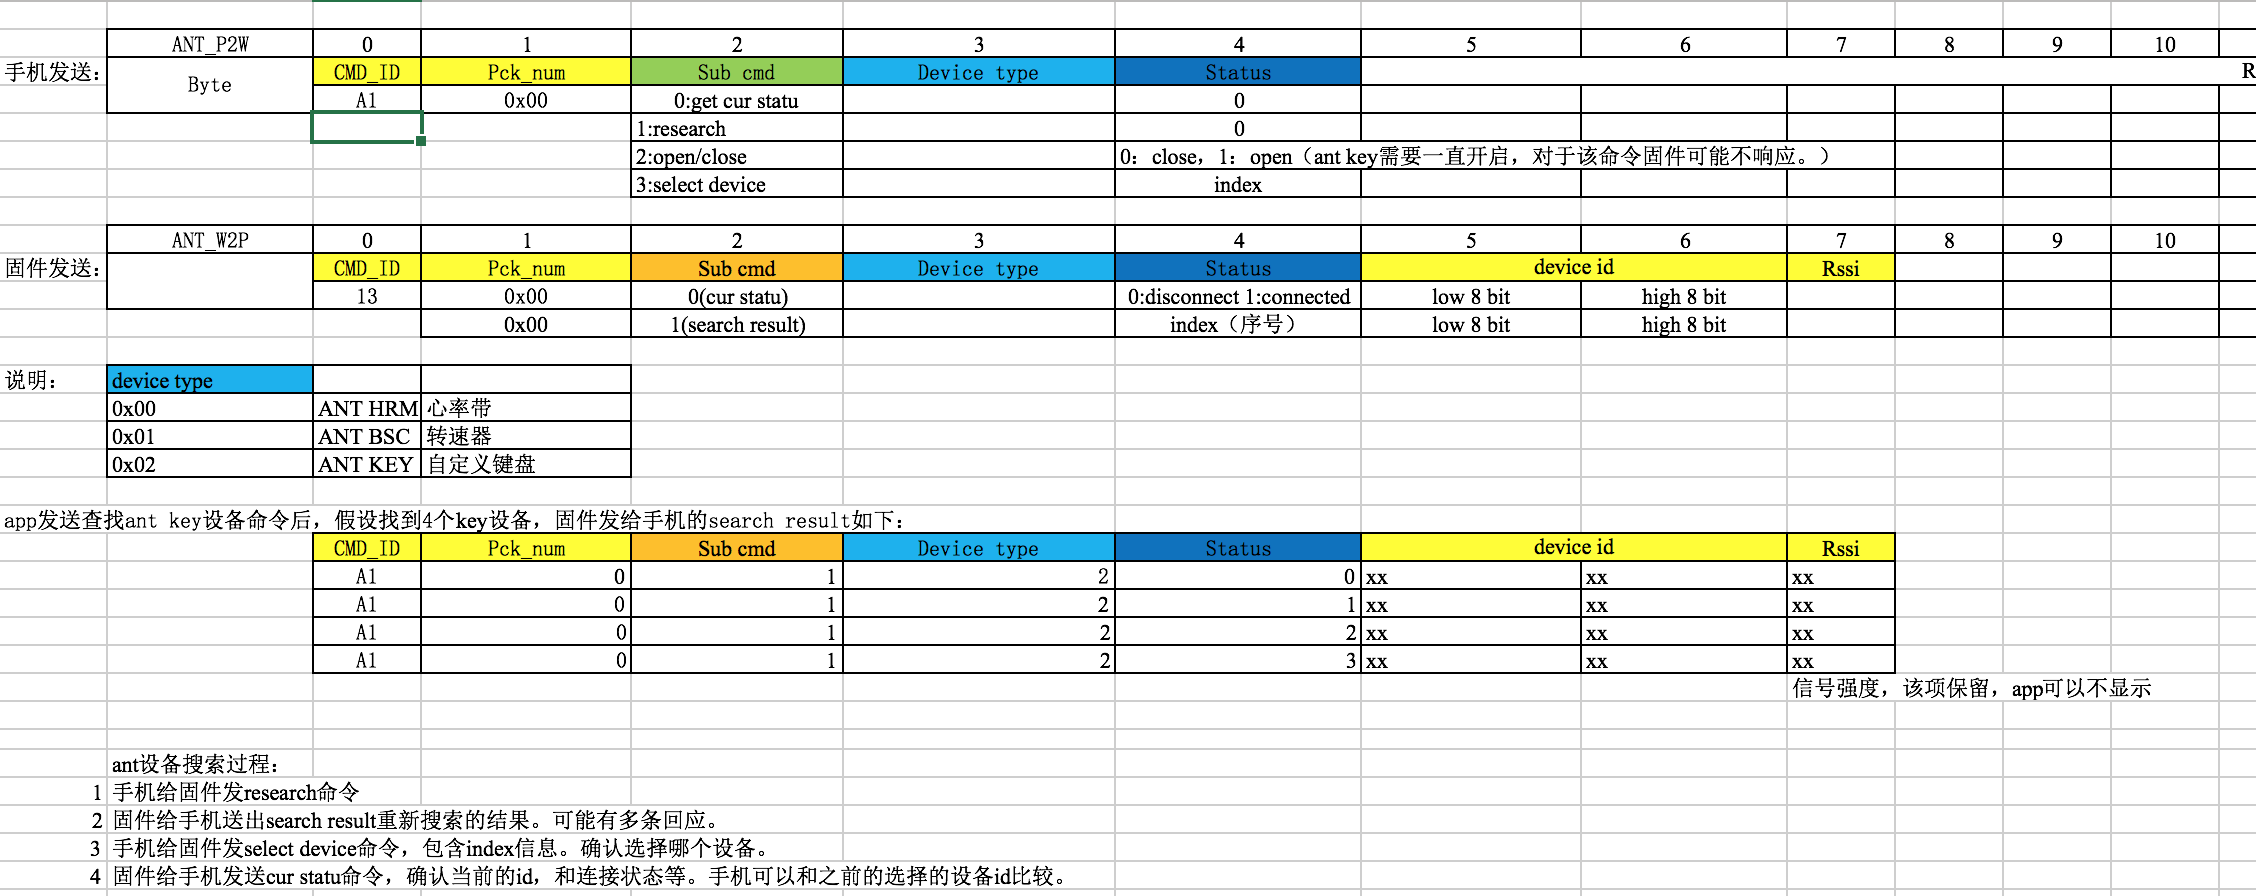 ANT_P2W 0 1 2 3 4 5 6 7 8 9 10
手机发送： Byte CMD_ID Pck_num Sub cmd Device type Status R
A1 0x00 0:get cur statu 0
1:research 0
2:open/close 0：close，1：open（ant key需要一直开启，对于该命令固件可能不响应。）
3:select device index
ANT_W2P 0 1 2 3 4 5 6 7 8 9 10
固件发送： CMD_ID Pck_num Sub cmd Device type Status device id Rssi
13 0x00 0(cur statu) 0:disconnect 1:connected low 8 bit high 8 bit
0x00 1(search result) index（序号） low 8 bit high 8 bit
说明： device type
0x00 ANT HRM 心率带
0x01 ANT BSC 转速器
0x02 ANT KEY 自定义键盘
app发送查找ant key设备命令后，假设找到4个key设备，固件发给手机的search result如下：
CMD_ID Pck_num Sub cmd Device type Status device id Rssi
A1 0 1 2 0 xx xx xx
A1 0 1 2 1 xx xx xx
A1 0 1 2 2 xx xx xx
A1 0 1 2 3 xx xx xx
信号强度，该项保留，app可以不显示
ant设备搜索过程：
1 手机给固件发research命令
2 固件给手机送出search result重新搜索的结果。可能有多条回应。
3 手机给固件发select device命令，包含index信息。确认选择哪个设备。
4 固件给手机发送cur statu命令，确认当前的id，和连接状态等。手机可以和之前的选择的设备id比较。